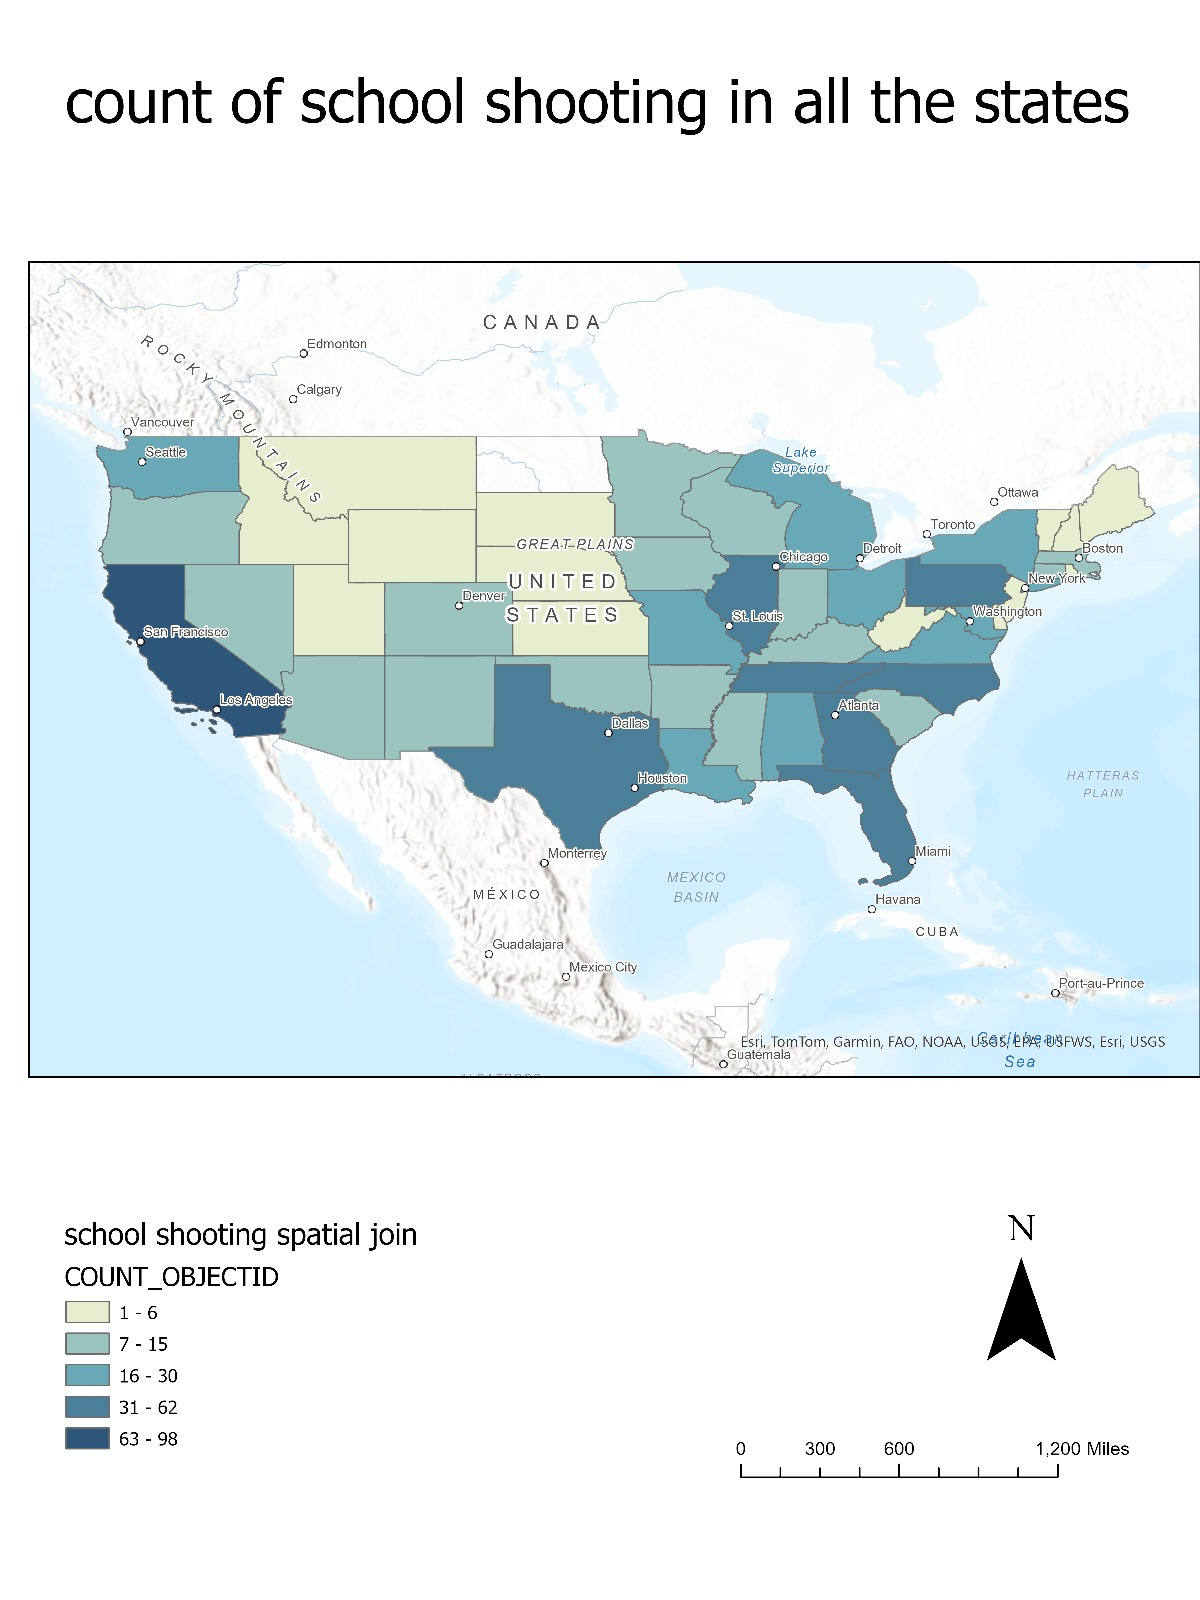 count of school shooting in all the states
CANADA
Edmonton
ROCKY MOUNTAINS
Calgary
Vancouver
Seattle
Lake
Superior
Ottawa
Toronto
GREAT PLAINS
Chicago
Detroit
Boston
UNITED
STATES
Denver
New York
St. Louis
Washington
San Francisco
Los Angeles
Atlanta
Dallas
Houston
HATTERAS
PLAIN
Monterrey
Miami
MEXICO
BASIN
MÉXICO
Havana
CUBA
Guadalajara
Mexico City
Port-au-Prince
Caribbean
Sea
Esri, TomTom, Garmin, FAO, NOAA, USGS, EPA, USFWS, Esri, USGS
Guatemala
school shooting spatial join
COUNT_OBJECTID
1 - 6
7 - 15
16 - 30
31 - 62
63 - 98
N
0 300 600 1,200 Miles